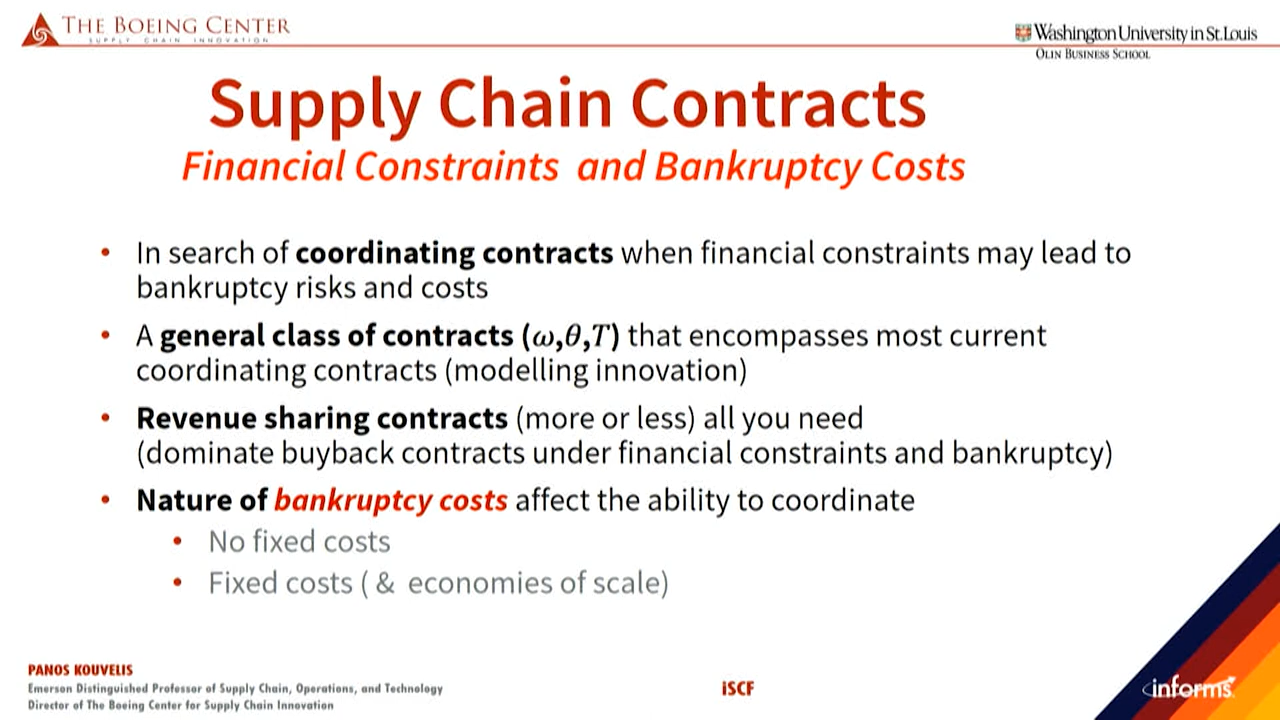 THE BOEING CENTER
SUPPLY CHAIN INNOVATION
Washington University in St. Louis
OLIN BUSINESS SCHOOL
Supply Chain Contracts
Financial Constraints and Bankruptcy Costs
• In search of coordinating contracts when financial constraints may lead to
bankruptcy risks and costs
• A general class of contracts (ω,θ,T) that encompasses most current
coordinating contracts (modelling innovation)
• Revenue sharing contracts (more or less) all you need
(dominate buyback contracts under financial constraints and bankruptcy)
• Nature of bankruptcy costs affect the ability to coordinate
• No fixed costs
• Fixed costs ( & economies of scale)
PANOS KOUVELIS
Emerson Distinguished Professor of Supply Chain, Operations, and Technology
Director of The Boeing Center for Supply Chain Innovation
iSCF
informs